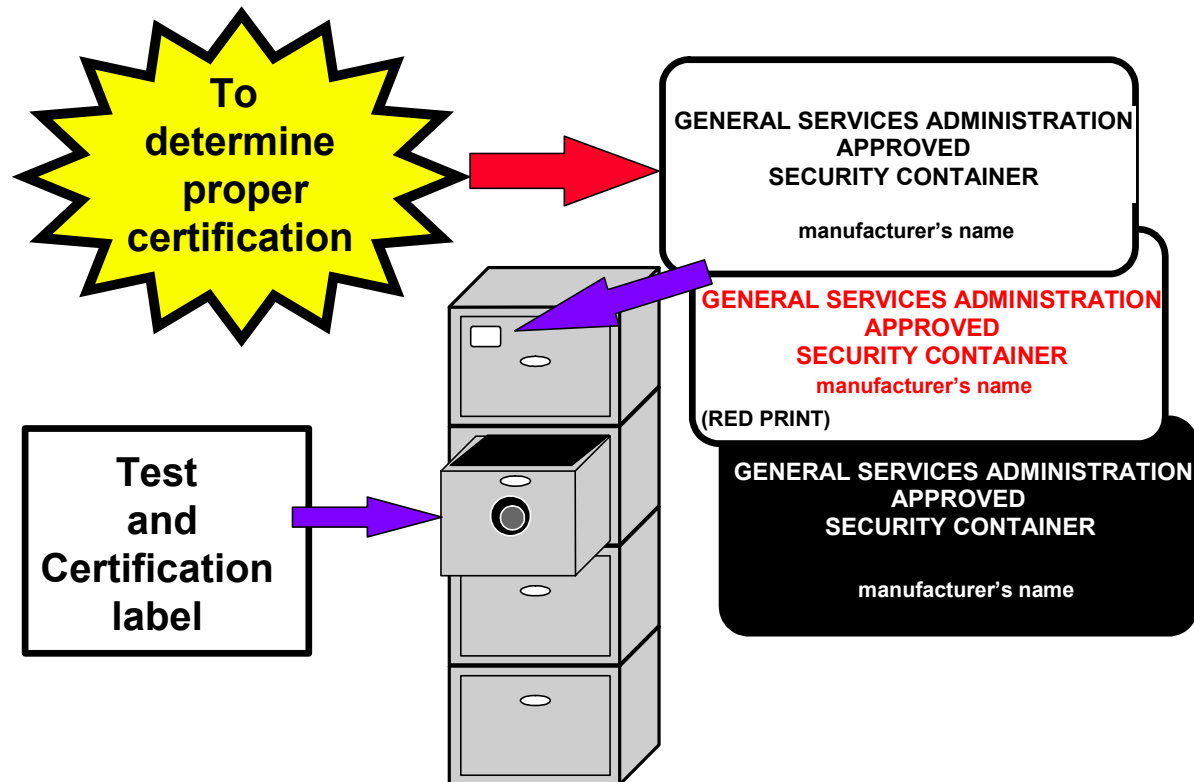 To
determine
proper
certification
GENERAL SERVICES ADMINISTRATION
APPROVED
SECURITY CONTAINER
manufacturer's name
GENERAL SERVICES ADMINISTRATION
APPROVED
SECURITY CONTAINER
manufacturer's name
(RED PRINT)
GENERAL SERVICES ADMINISTRATION
APPROVED
SECURITY CONTAINER
manufacturer's name
Test
and
Certification
label